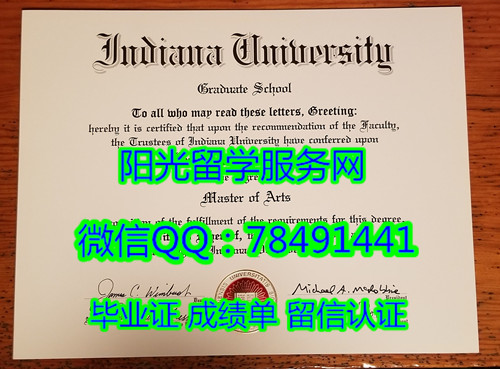 Indiana University
Graduate School
To all who may read these letters, Greeting:
hereby it is certified that upon the recommendation of the Faculty,
the Trustees of Indiana University have conferred upon
阳光留学服务网
Master of Arts
of the fulfillment of the requirements for this degree.
微信QQ：78491441
毕业证 成绩单 留信认证